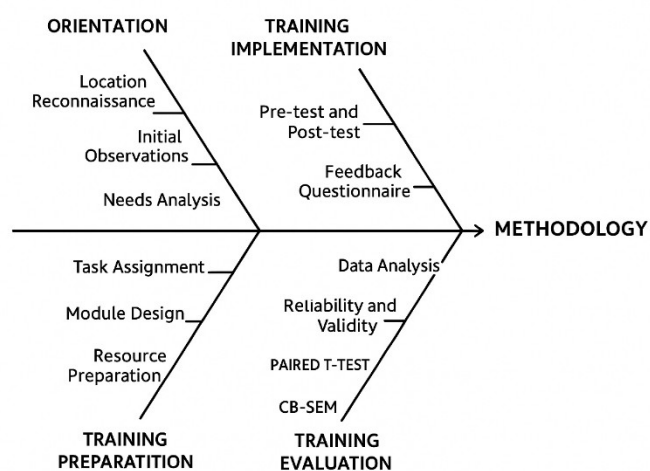 ORIENTATION
Location
Reconnaissance
Initial
Observations
Needs Analysis
TRAINING
IMPLEMENTATION
Pre-test and
Post-test
Feedback
Questionnaire
METHODOLOGY
Task Assignment
Module Design
Resource
Preparation
TRAINING
PREPARATITION
Data Analysis
Reliability and
Validity
PAIRED T-TEST
CB-SEM
TRAINING
EVALUATION